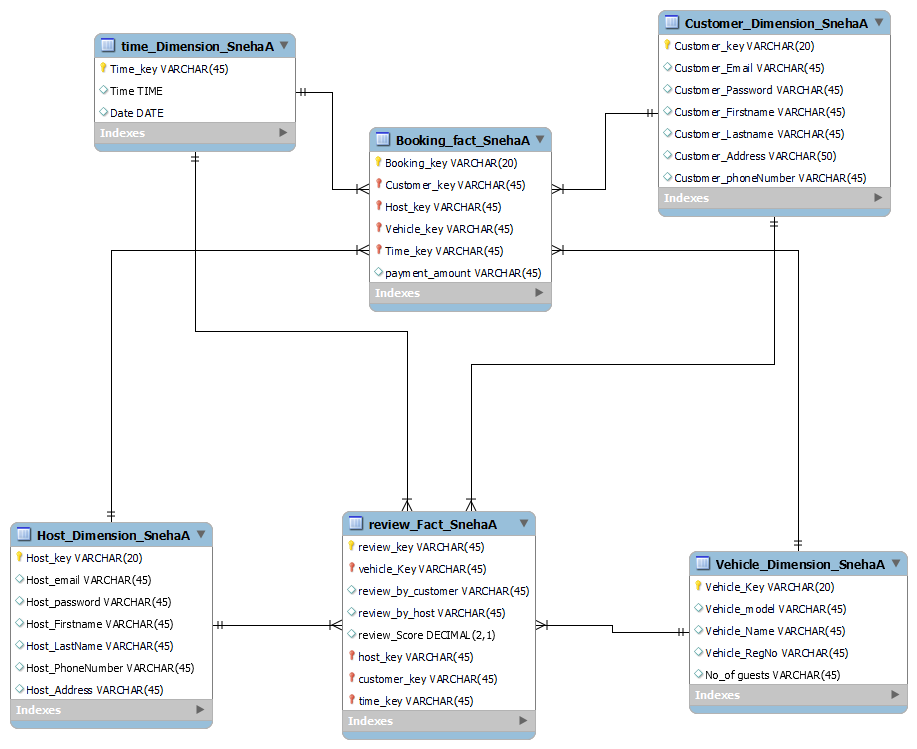 time_Dimension_SnehaA
Time_key VARCHAR(45)
Time TIME
Date DATE
Indexes
Customer_Dimension_SnehaA
Customer_key VARCHAR(20)
Customer_Email VARCHAR(45)
Customer_Password VARCHAR(45)
Customer_Firstname VARCHAR(45)
Customer_Lastname VARCHAR(45)
Customer_Address VARCHAR(50)
Customer_phoneNumber VARCHAR(45)
Indexes
Booking_fact_SnehaA
Booking_key VARCHAR(20)
Customer_key VARCHAR(45)
Host_key VARCHAR(45)
Vehicle_key VARCHAR(45)
Time_key VARCHAR(45)
payment_amount VARCHAR(45)
Indexes
Host_Dimension_SnehaA
Host_key VARCHAR(20)
Host_email VARCHAR(45)
Host_password VARCHAR(45)
Host_Firstname VARCHAR(45)
Host_LastName VARCHAR(45)
Host_PhoneNumber VARCHAR(45)
Host_Address VARCHAR(45)
Indexes
review_Fact_SnehaA
review_key VARCHAR(45)
vehicle_Key VARCHAR(45)
review_by_customer VARCHAR(45)
review_by_host VARCHAR(45)
review_Score DECIMAL(2,1)
host_key VARCHAR(45)
customer_key VARCHAR(45)
time_key VARCHAR(45)
Indexes
Vehicle_Dimension_SnehaA
Vehicle_Key VARCHAR(20)
Vehicle_model VARCHAR(45)
Vehicle_Name VARCHAR(45)
Vehicle_RegNo VARCHAR(45)
No_of guests VARCHAR(45)
Indexes